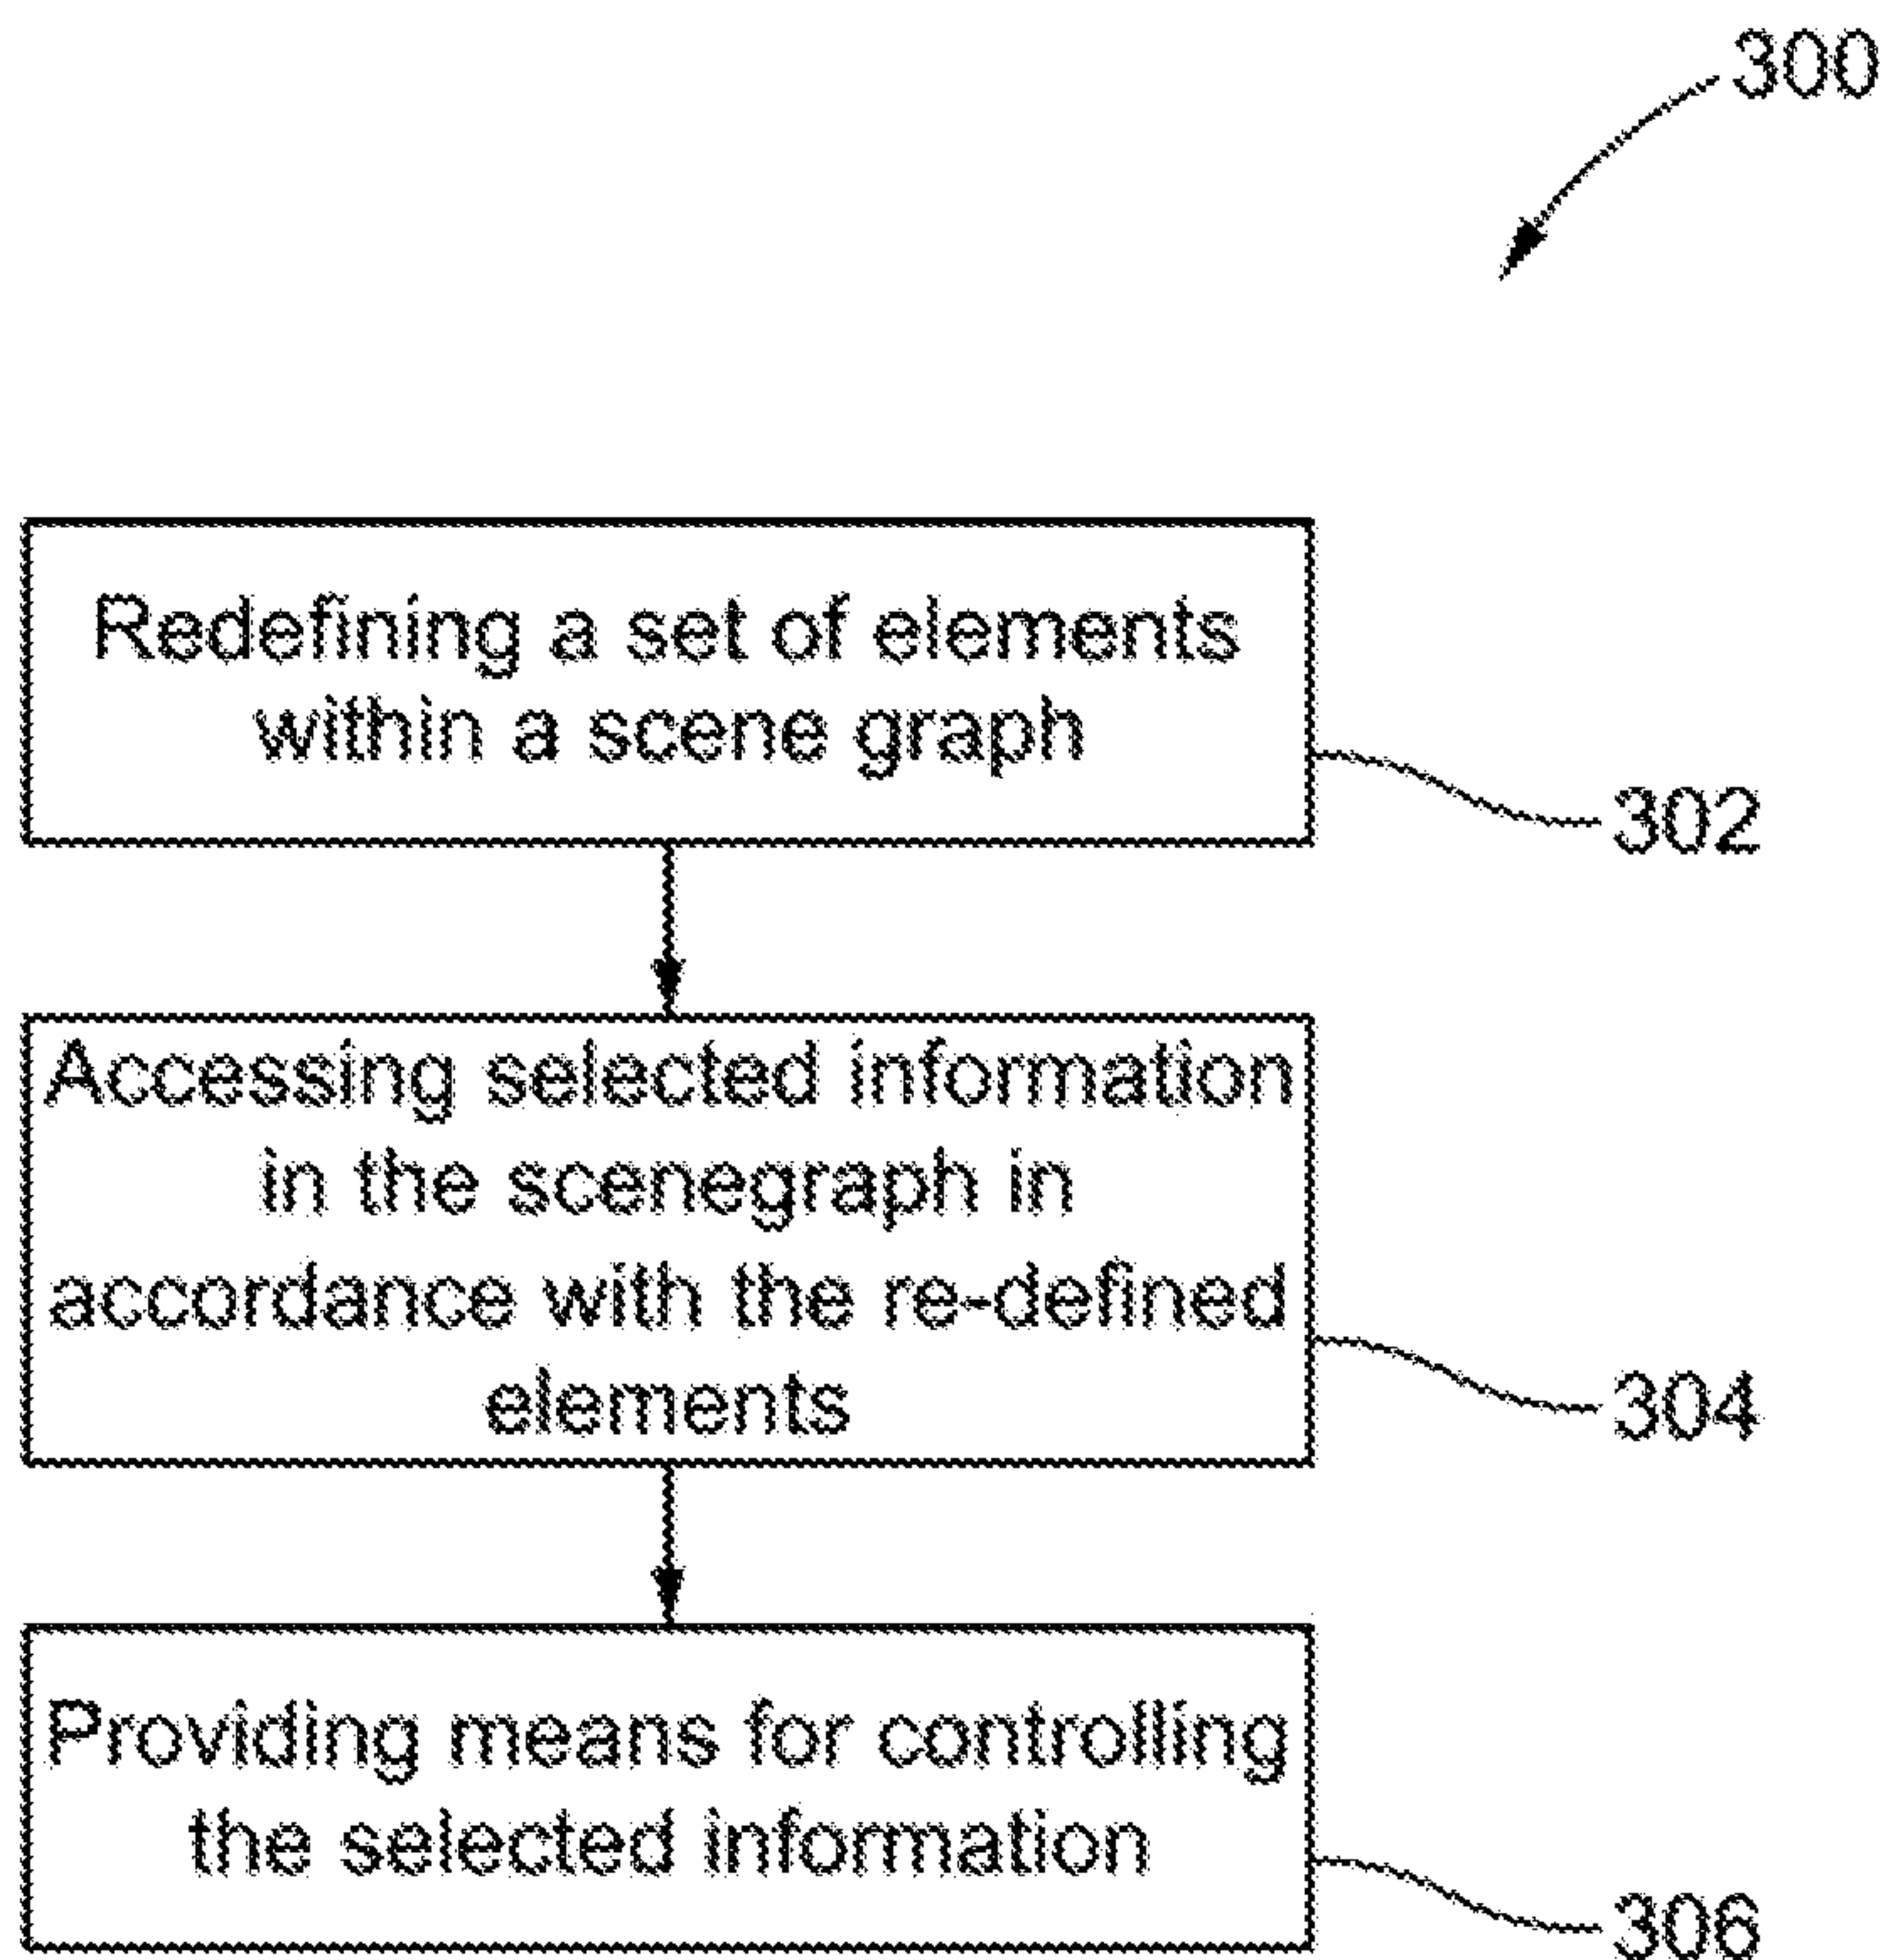 300
Redefining a set of elements
within a scene graph
302
Accessing selected information
in the scenegraph in
accordance with the re-defined
elements
304
Providing means for controlling
the selected information
306